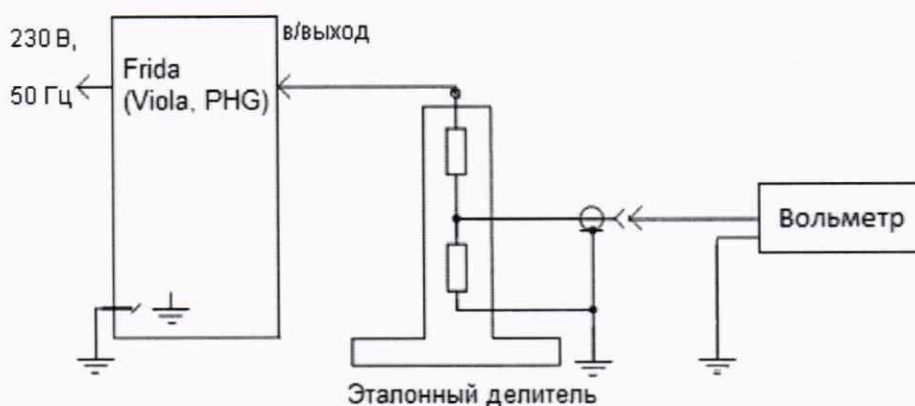 230 В,
50 Гц
в/выход
Frida
(Viola, PHG)
Вольметр
Эталонный делитель